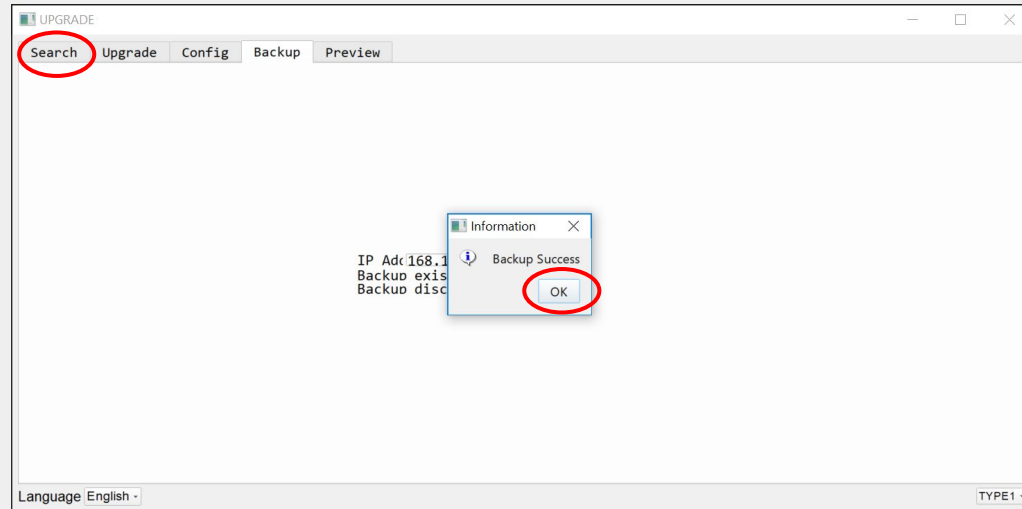 UPGRADE
Search Upgrade Config Backup Preview
Information
Backup Success
OK
IP Ad 168.1
Backup exis
Backup disc
Language English
TYPE1